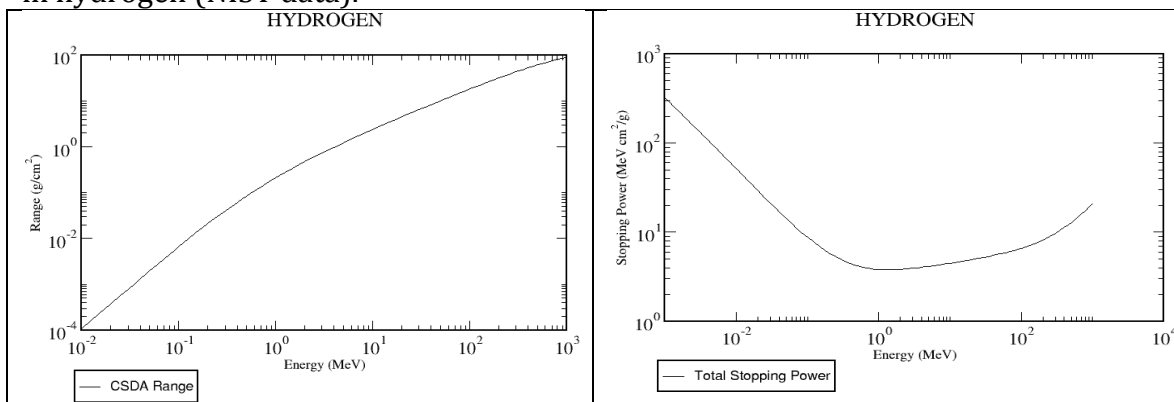 in hydrogen (NIST data).
HYDROGEN
10^2
10^0
10^-2
10^-4
Range (g/cm^2)
10^-2
10^-1
10^0
10^1
10^2
10^3
Energy (MeV)
CSDA Range
HYDROGEN
10^3
10^2
10^1
10^0
Stopping Power (MeV cm^2/g)
10^-2
10^0
10^2
10^4
Energy (MeV)
Total Stopping Power